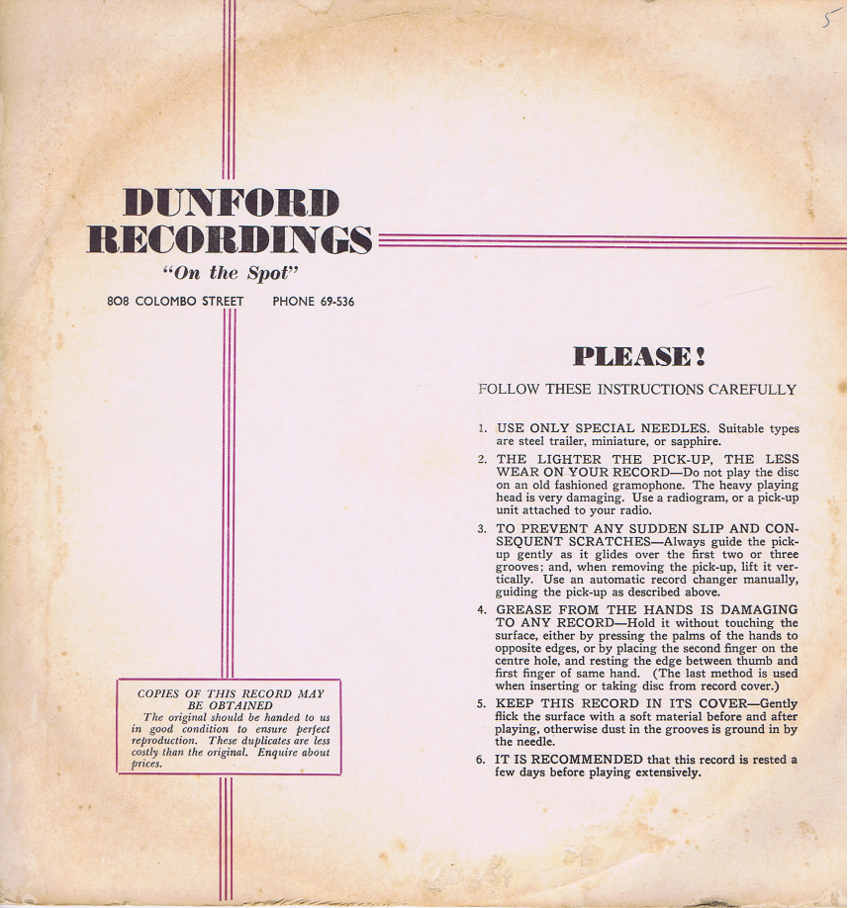 5
DUNFORD
RECORDINGS
“On the Spot”
808 COLOMBO STREET PHONE 69-536
PLEASE!
FOLLOW THESE INSTRUCTIONS CAREFULLY
1. USE ONLY SPECIAL NEEDLES. Suitable types
are steel trailer, miniature, or sapphire.
2. THE LIGHTER THE PICK-UP, THE LESS
WEAR ON YOUR RECORD—Do not play the disc
on an old fashioned gramophone. The heavy playing
head is very damaging. Use a radiogram, or a pick-up
unit attached to your radio.
3. TO PREVENT ANY SUDDEN SLIP AND CON-
SEQUENT SCRATCHES—Always guide the pick-
up gently as it glides over the first two or three
grooves; and, when removing the pick-up, lift it ver-
tically. Use an automatic record changer manually,
guiding the pick-up as described above.
4. GREASE FROM THE HANDS IS DAMAGING
TO ANY RECORD—Hold it without touching the
surface, either by pressing the palms of the hands to
opposite edges, or by placing the second finger on the
centre hole, and resting the edge between thumb and
first finger of same hand. (The last method is used
when inserting or taking disc from record cover.)
5. KEEP THIS RECORD IN ITS COVER—Gently
flick the surface with a soft material before and after
playing, otherwise dust in the grooves is ground in by
the needle.
6. IT IS RECOMMENDED that this record is rested a
few days before playing extensively.
COPIES OF THIS RECORD MAY
BE OBTAINED
The original should be handed to us
in good condition to ensure perfect
reproduction. These duplicates are less
costly than the original. Enquire about
prices.